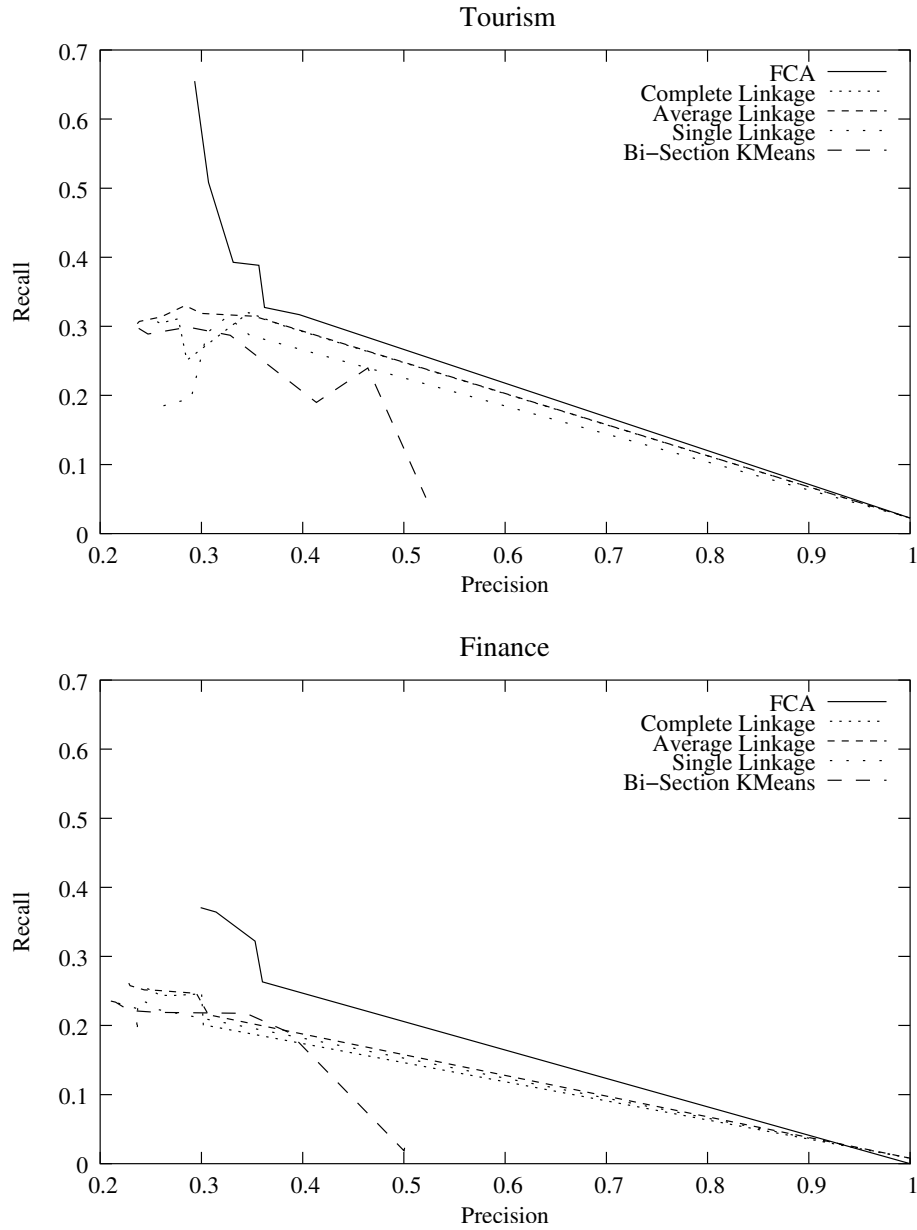 Tourism
0.7
0.6
0.5
0.4
0.3
0.2
0.1
0
Recall
FCA
Complete Linkage
Average Linkage
Single Linkage
Bi−Section KMeans
0.2 0.3 0.4 0.5 0.6 0.7 0.8 0.9 1
Precision
Finance
0.7
0.6
0.5
0.4
0.3
0.2
0.1
0
Recall
FCA
Complete Linkage
Average Linkage
Single Linkage
Bi−Section KMeans
0.2 0.3 0.4 0.5 0.6 0.7 0.8 0.9 1
Precision